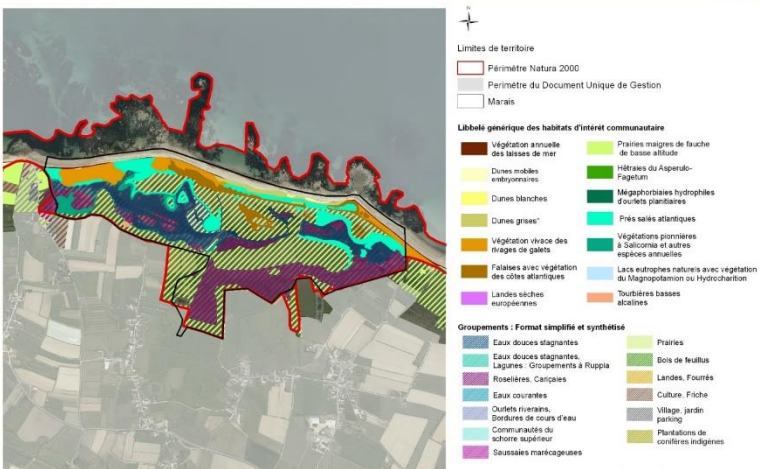 N
Limites de territoire
Périmètre Natura 2000
Perimètre du Document Unique de Gestion
Marais
Libbelé générique des habitats d'intérêt communautaire
Végétation annuelle
des laisses de mer
Dunes mobiles
embryonnaires
Dunes blanches
Dunes grises*
Végétation vivace des
rivages de galets
Falaises avec végétation
des côtes atlantiques
Landes sèches
européennes
Prairies maigres de fauche
de basse altitude
Hêtraies du Asperulo-
Fagetum
Mégaphorbiaies hydrophiles
d'ourlets planitiaires
Prés salés atlantiques
Végétations pionnières
à Salicornia et autres
espèces annuelles
Lacs eutrophes naturels avec végétation
du Magnopotamion ou Hydrocharition
Tourbières basses
alcalines
Groupements : Format simplifié et synthétisé
Eaux douces stagnantes
Eaux douces stagnantes,
Lagunes : Groupements à Ruppia
Roselières, Cariçaies
Eaux courantes
Ourlets riverains,
Bordures de cours d'eau
Communautés du
schorre supérieur
Saussaies marécageuses
Prairies
Bois de feuillus
Landes, Fourrés
Culture, Friche
Village, jardin
parking
Plantations de
conifères indigènes